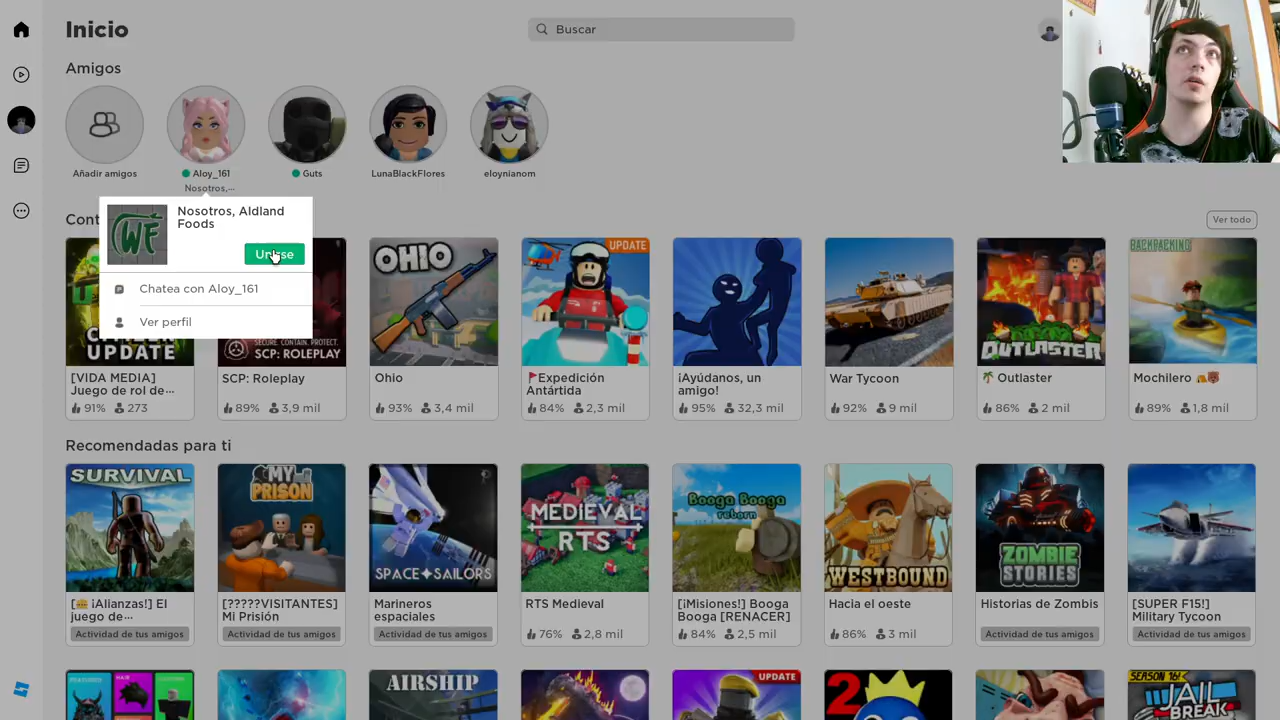 Inicio
Buscar
Amigos
Añadir amigos
Aloy_161
Nosotros,...
Guts
LunaBlackFlores
eloynianom
Nosotros, Aldland
Foods
WF
Unirse
Chatea con Aloy_161
Ver perfil
Cont
Ver todo
UPDATE
[VIDA MEDIA]
Juego de rol de...
91% 273
SECURE. CONTAIN. PROTECT.
SCP: ROLEPLAY
SCP: Roleplay
89% 3,9 mil
OHIO
Ohio
93% 3,4 mil
UPDATE
🚩Expedición
Antártida
84% 2,3 mil
¡Ayúdanos, un
amigo!
95% 32,3 mil
War Tycoon
92% 9 mil
OUTLASTER
🌴 Outlaster
86% 2 mil
BACKPACKING
Mochilero ⛺🐻
89% 1,8 mil
Recomendadas para ti
SURVIVAL
[🤝 ¡Alianzas!] El
juego de...
Actividad de tus amigos
MY
PRISON
[?????VISITANTES]
Mi Prisión
Actividad de tus amigos
SPACE✦SAILORS
Marineros
espaciales
Actividad de tus amigos
MEDIEVAL
RTS
RTS Medieval
76% 2,8 mil
Booga Booga
reborn
[¡Misiones!] Booga
Booga [RENACER]
84% 2,5 mil
WESTBOUND
Hacia el oeste
86% 3 mil
ZOMBIE
STORIES
Historias de Zombis
Actividad de tus amigos
[SUPER F15!]
Military Tycoon
Actividad de tus amigos
FEATURED
HAIR
AIRSHIP
UPDATE
2
SEASON 16!
JAIL
BREAK